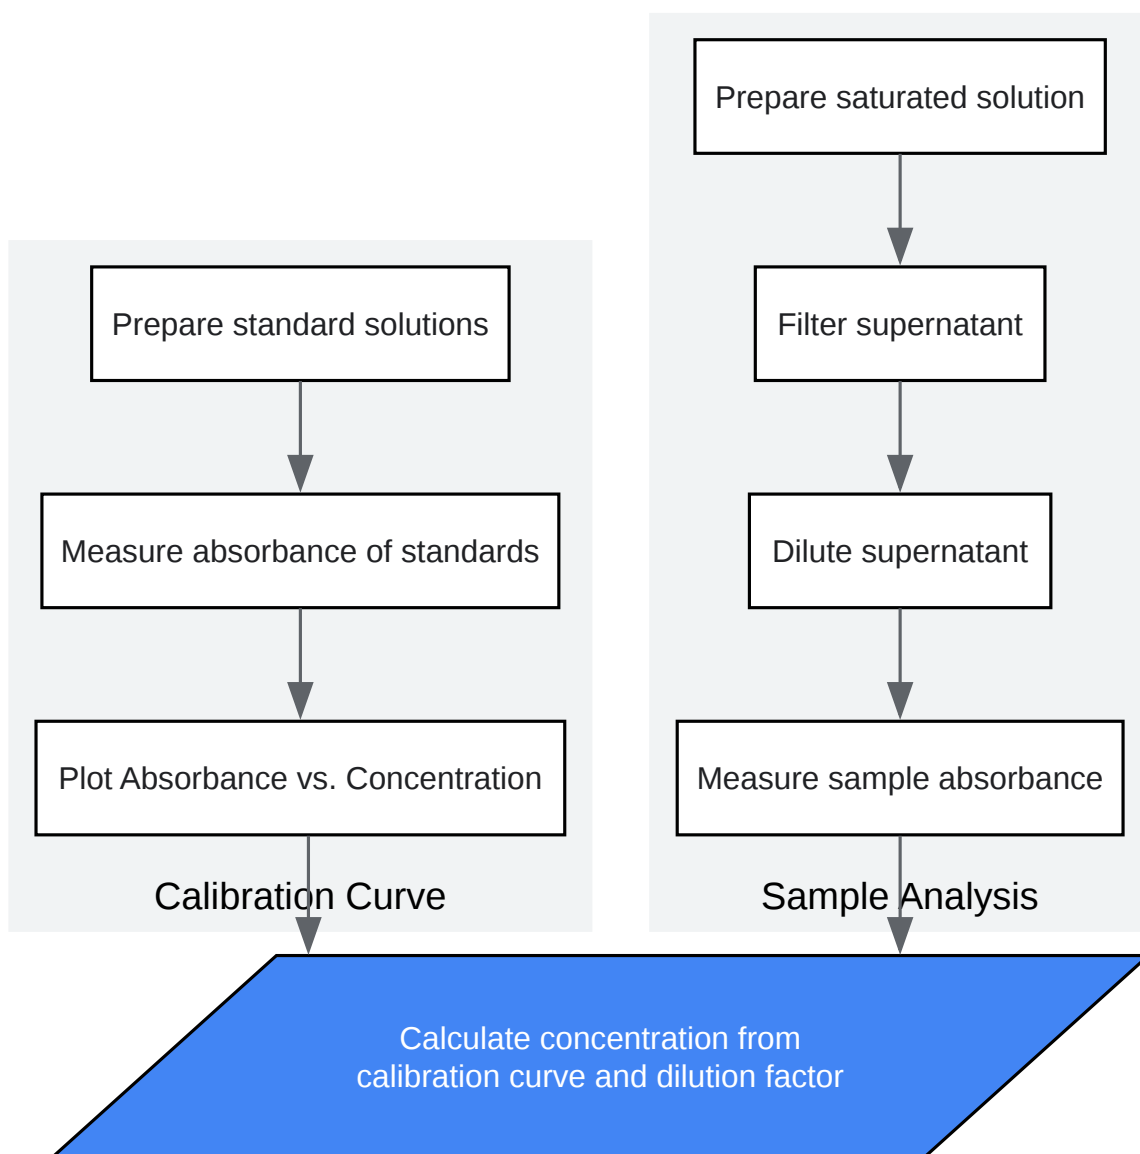 Prepare saturated solution
Filter supernatant
Dilute supernatant
Measure sample absorbance
Sample Analysis
Prepare standard solutions
Measure absorbance of standards
Plot Absorbance vs. Concentration
Calibration Curve
Calculate concentration from
calibration curve and dilution factor